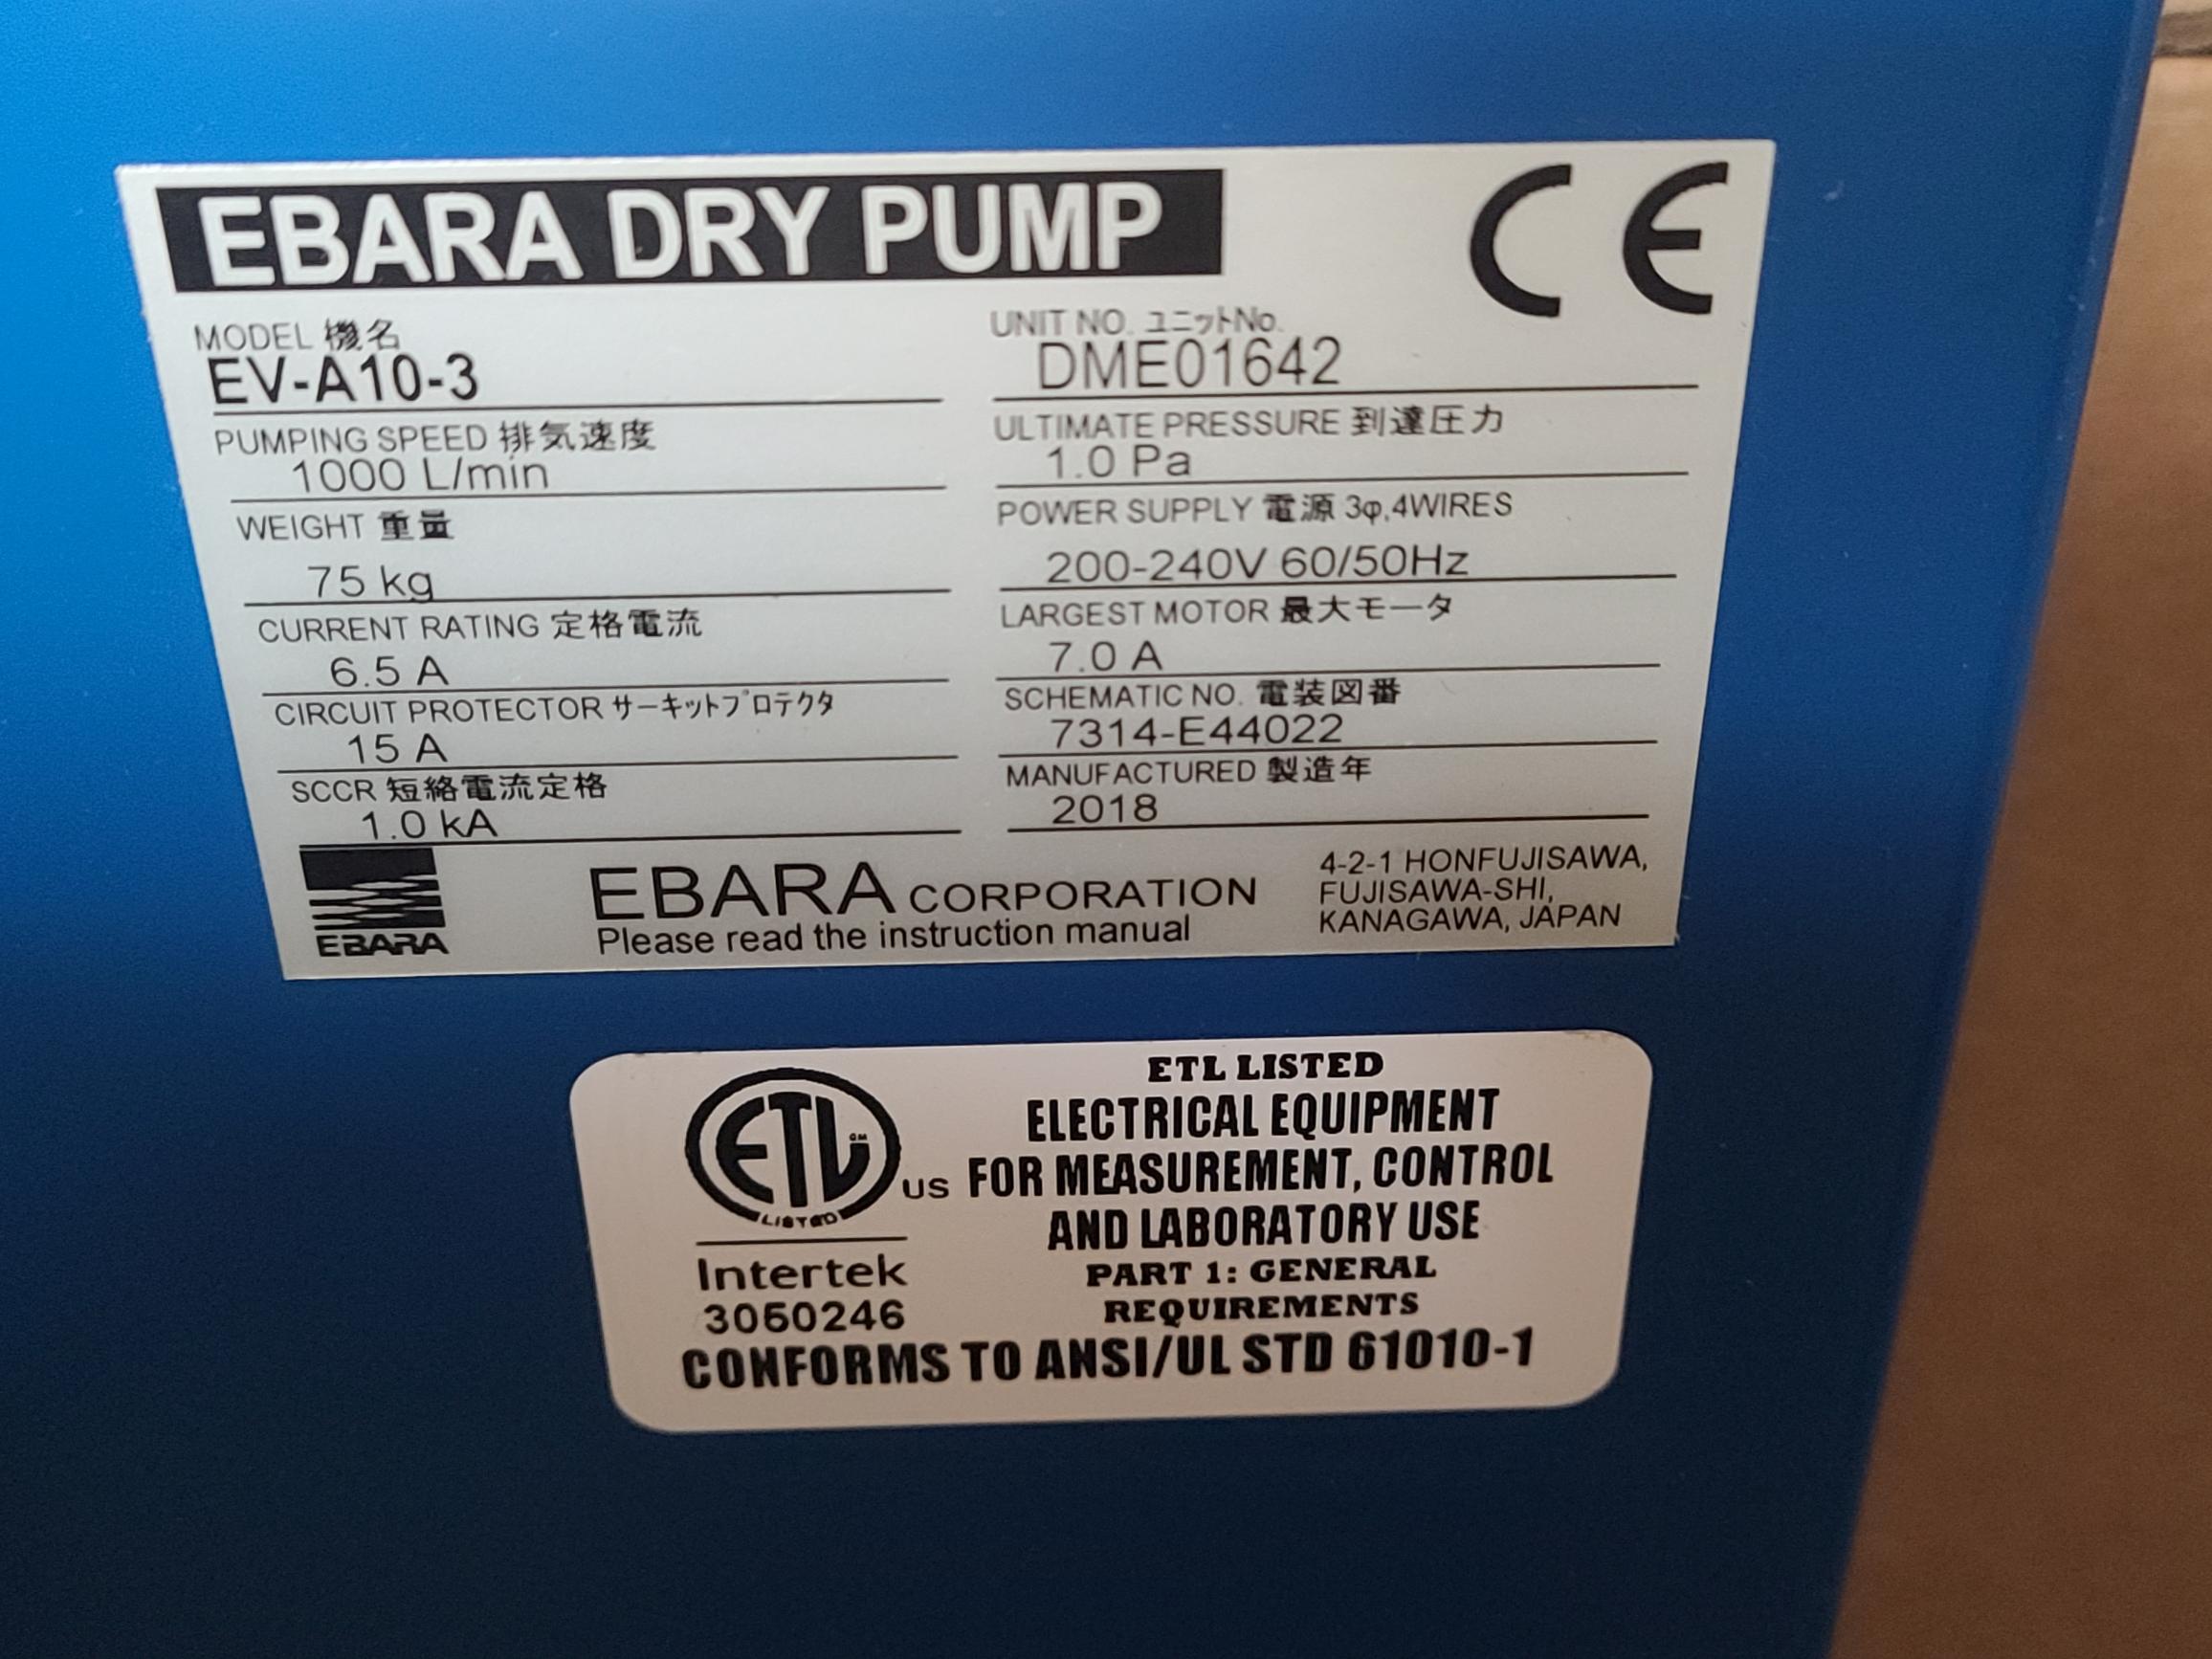 EBARA DRY PUMP
CE
MODEL 機名
EV-A10-3
UNIT NO. ユニットNo.
DME01642
PUMPING SPEED 排気速度
1000 L/min
ULTIMATE PRESSURE 到達圧力
1.0 Pa
WEIGHT 重量
75 kg
POWER SUPPLY 電源 3φ,4WIRES
200-240V 60/50Hz
CURRENT RATING 定格電流
6.5 A
LARGEST MOTOR 最大モータ
7.0 A
CIRCUIT PROTECTOR サーキットプロテクタ
15 A
SCHEMATIC NO. 電装図番
7314-E44022
SCCR 短絡電流定格
1.0 kA
MANUFACTURED 製造年
2018
EBARA
EBARA CORPORATION
Please read the instruction manual
4-2-1 HONFUJISAWA,
FUJISAWA-SHI,
KANAGAWA, JAPAN
ETL LISTED
US
Intertek
3050246
ETL LISTED
ELECTRICAL EQUIPMENT
FOR MEASUREMENT, CONTROL
AND LABORATORY USE
PART 1: GENERAL
REQUIREMENTS
CONFORMS TO ANSI/UL STD 61010-1